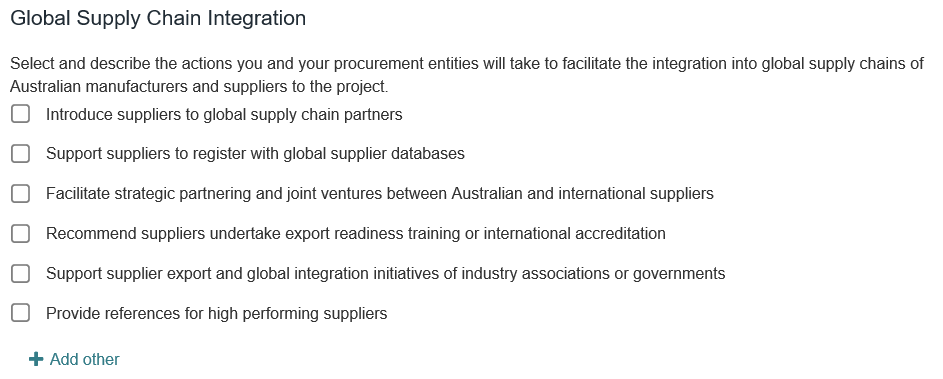 Global Supply Chain Integration
Select and describe the actions you and your procurement entities will take to facilitate the integration into global supply chains of
Australian manufacturers and suppliers to the project.
Introduce suppliers to global supply chain partners
Support suppliers to register with global supplier databases
Facilitate strategic partnering and joint ventures between Australian and international suppliers
Recommend suppliers undertake export readiness training or international accreditation
Support supplier export and global integration initiatives of industry associations or governments
Provide references for high performing suppliers
+ Add other